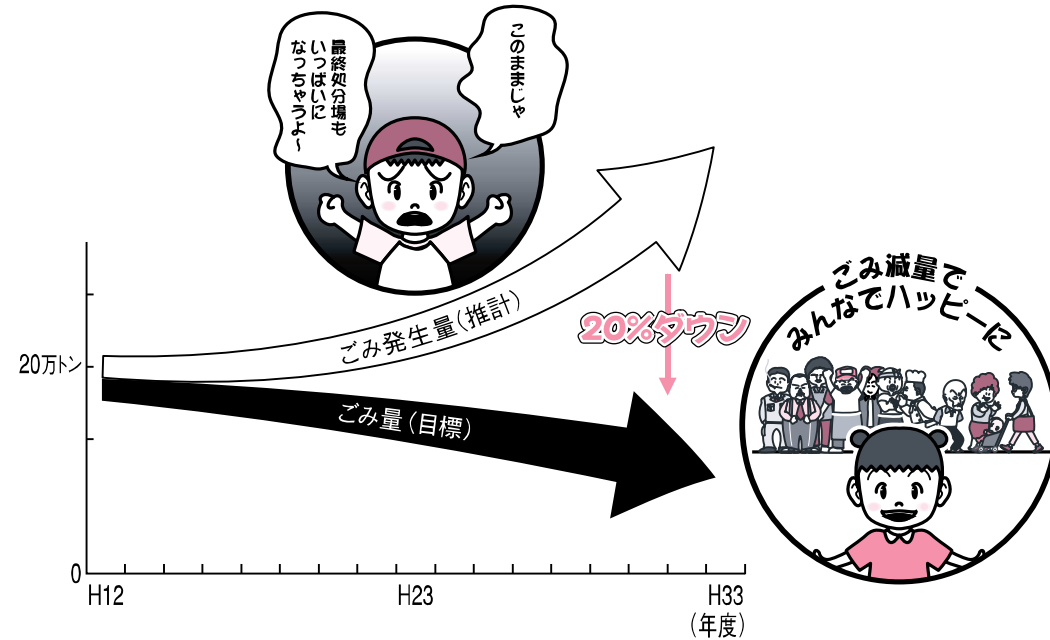 このままじゃ
最終処分場も
いっぱいに
なっちゃうよ～
ごみ発生量（推計）
20%ダウン
ごみ減量で
みんなでハッピーに
20万トン
ごみ量（目標）
0
H12
H23
H33
（年度）